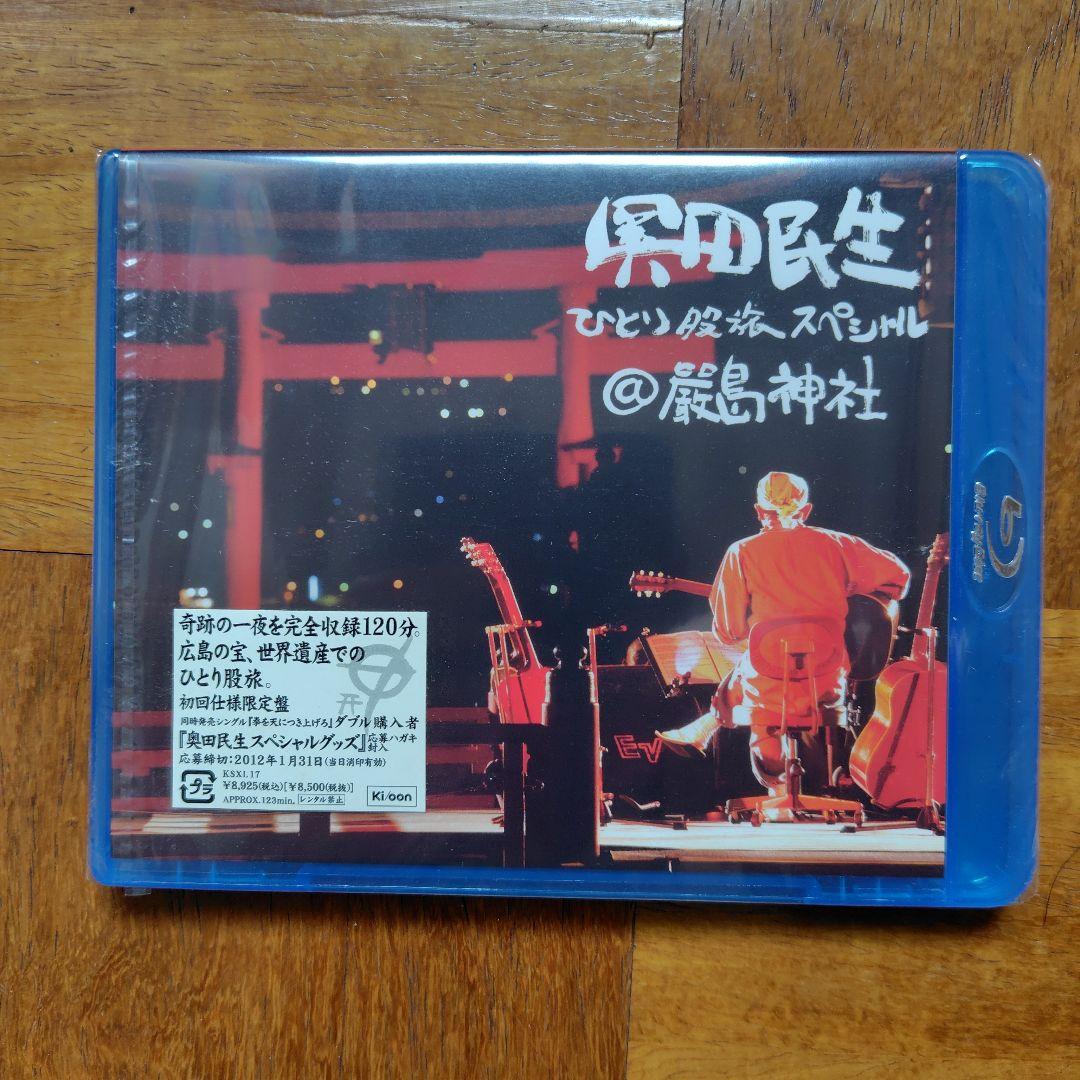 奥田民生
ひとり股旅スペシャル
@厳島神社
Blu-ray Disc
奇跡の一夜を完全収録120分。
広島の宝、世界遺産での
ひとり股旅。
初回仕様限定盤
同時発売シングル『夢を天につき上げろ』ダブル購入者
『奥田民生スペシャルグッズ』応募ハガキ封入
応募締切:2012年1月31日(当日消印有効)
KSXL 17
¥8,925(税込)[¥8,500(税抜)]
APPROX.123min. レンタル禁止
プラ
Ki/oon
EV